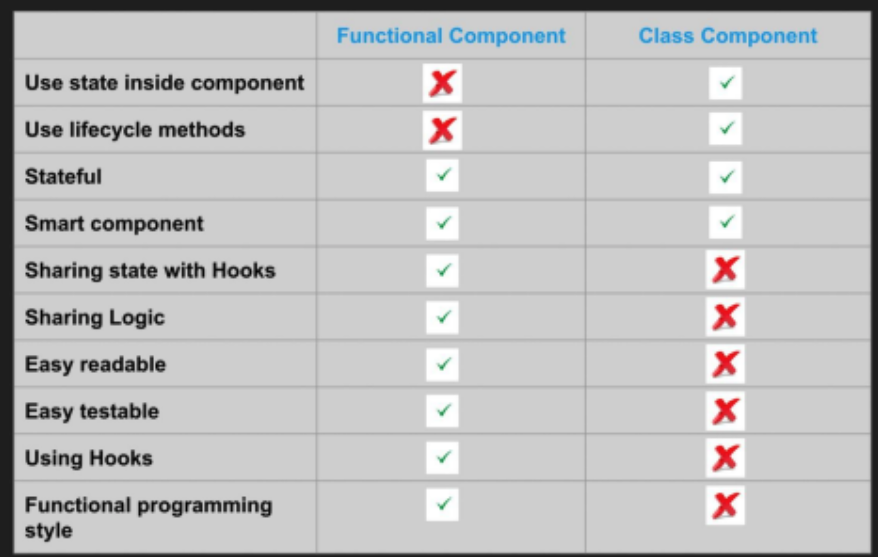 Functional Component
Class Component
Use state inside component
Use lifecycle methods
Stateful
Smart component
Sharing state with Hooks
Sharing Logic
Easy readable
Easy testable
Using Hooks
Functional programming
style